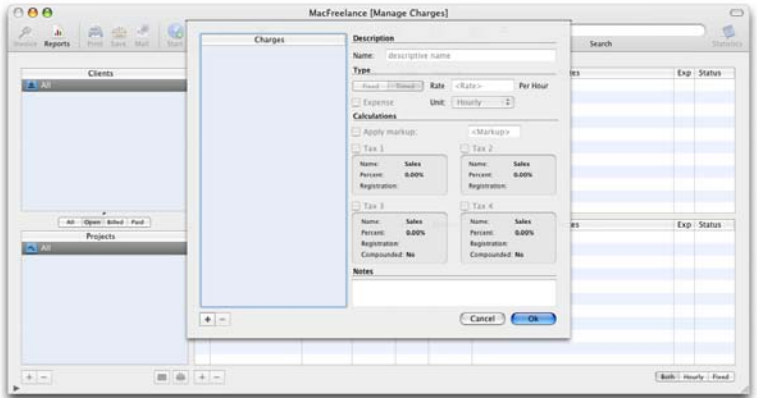 MacFreelance [Manage Charges]
Invoice Reports Print Save Mail Start
Search
Statistics
Clients
All
All Open Billed Paid
Projects
All
Charges
Description
Name: descriptive name
Type
Fixed Timed Rate <Rate> Per Hour
Expense Unit: Hourly
Calculations
Apply markup: <Markup>
Tax 1 Tax 2
Name: Sales Name: Sales
Percent: 0.00% Percent: 0.00%
Registration: Registration:
Tax 3 Tax 4
Name: Sales Name: Sales
Percent: 0.00% Percent: 0.00%
Registration: Registration:
Compounded: No Compounded: No
Notes
Cancel Ok
Exp Status
Exp Status
Both Hourly Fixed